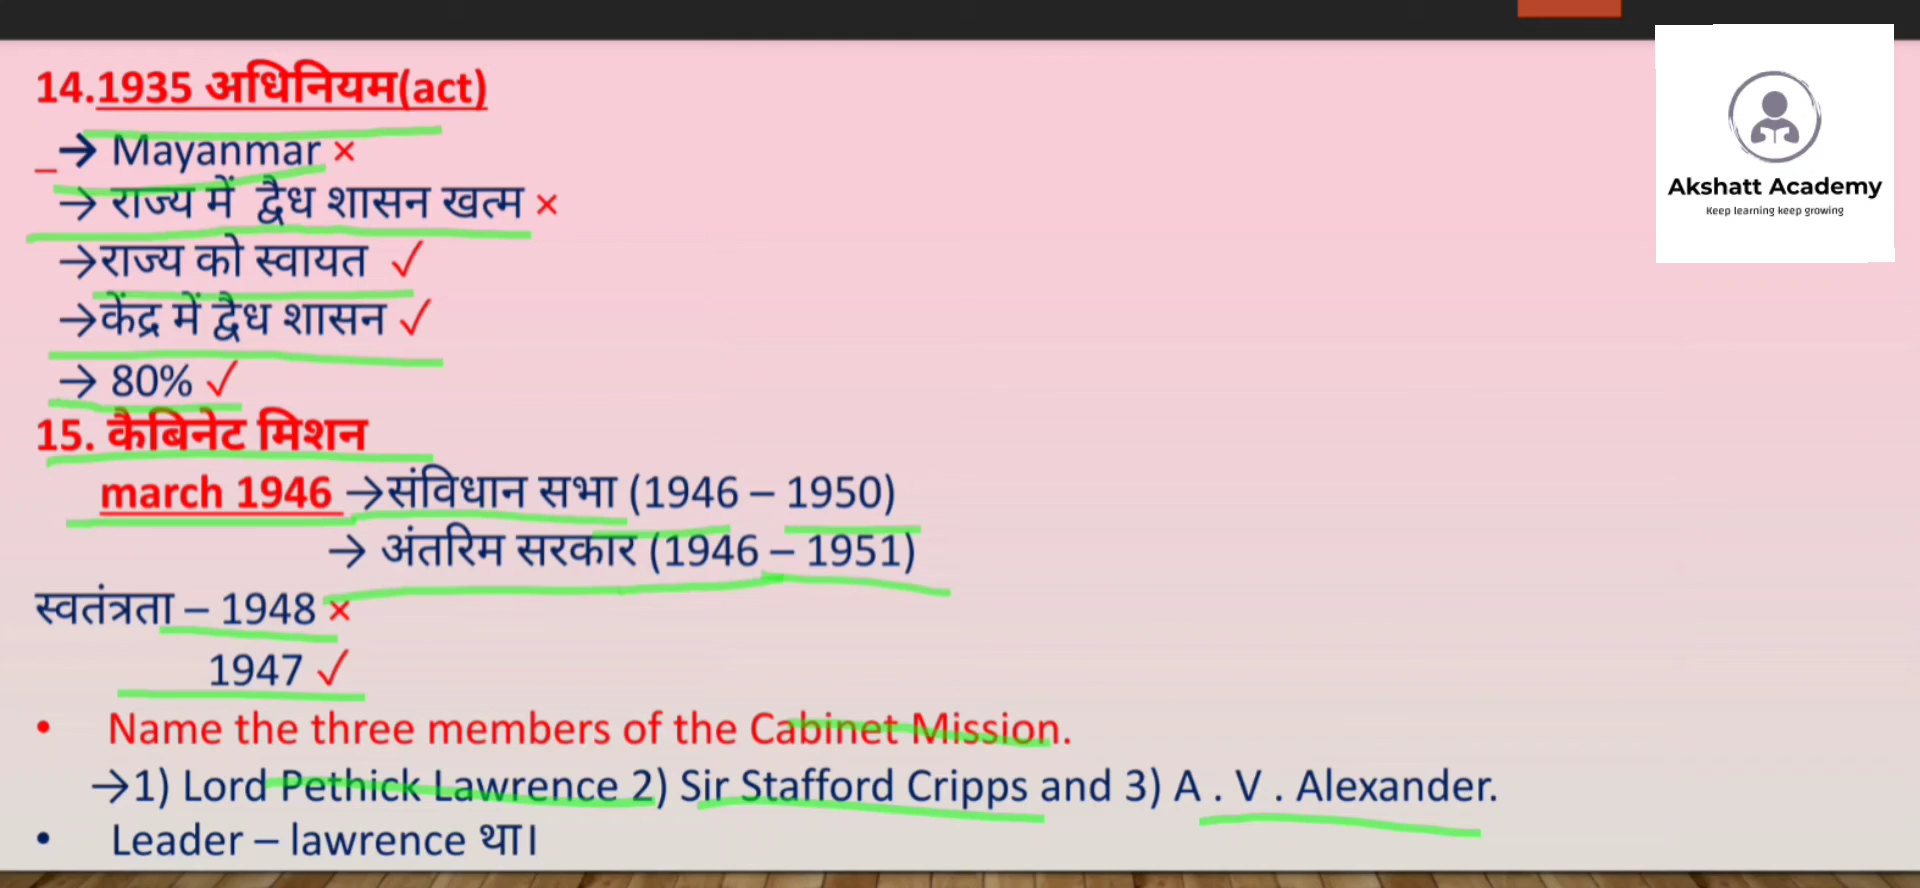 14.1935 अधिनियम(act)
_→ Mayanmar ×
→ राज्य में द्वैध शासन खत्म ×
→राज्य को स्वायत ✓
→केंद्र में द्वैध शासन ✓
→ 80% ✓
15. कैबिनेट मिशन
march 1946 →संविधान सभा (1946 – 1950)
→ अंतरिम सरकार (1946 – 1951)
स्वतंत्रता – 1948 ×
1947 ✓
• Name the three members of the Cabinet Mission.
→1) Lord Pethick Lawrence 2) Sir Stafford Cripps and 3) A . V . Alexander.
• Leader – lawrence था।
Akshatt Academy
Keep learning keep growing